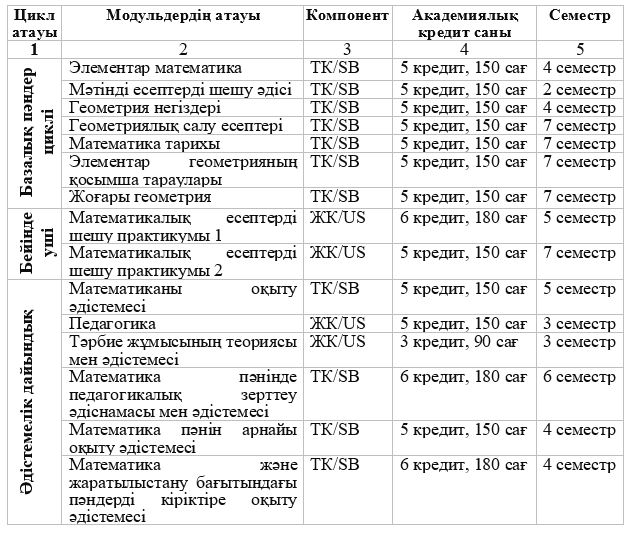 Цикл атауы | Модульдердің атауы | Компонент | Академиялық кредит саны | Семестр
1 | 2 | 3 | 4 | 5
Базалық пәндер циклі
Элементар математика | ТК/SB | 5 кредит, 150 сағ | 4 семестр
Мәтінді есептерді шешу әдісі | ТК/SB | 5 кредит, 150 сағ | 2 семестр
Геометрия негіздері | ТК/SB | 5 кредит, 150 сағ | 4 семестр
Геометриялық салу есептері | ТК/SB | 5 кредит, 150 сағ | 7 семестр
Математика тарихы | ТК/SB | 5 кредит, 150 сағ | 7 семестр
Элементар геометрияның | ТК/SB | 5 кредит, 150 сағ | 7 семестр
қосымша тараулары
Жоғары геометрия | ТК/SB | 5 кредит, 150 сағ | 7 семестр
Бейінде
уші
Математикалық есептерді | ЖК/US | 6 кредит, 180 сағ | 5 семестр
шешу практикумы 1
Математикалық есептерді | ЖК/US | 5 кредит, 150 сағ | 7 семестр
шешу практикумы 2
Әдістемелік дайындық
Математиканы оқыту | ТК/SB | 5 кредит, 150 сағ | 5 семестр
әдістемесі
Педагогика | ЖК/US | 5 кредит, 150 сағ | 3 семестр
Тәрбие жұмысының теориясы | ЖК/US | 3 кредит, 90 сағ | 3 семестр
мен әдістемесі
Математика пәнінде | ТК/SB | 6 кредит, 180 сағ | 6 семестр
педагогикалық зерттеу
әдіснамасы мен әдістемесі
Математика пәнін арнайы | ТК/SB | 5 кредит, 150 сағ | 4 семестр
оқыту әдістемесі
Математика және | ТК/SB | 6 кредит, 180 сағ | 4 семестр
жаратылыстану бағытындағы
пәндерді кіріктіре оқыту
әдістемесі